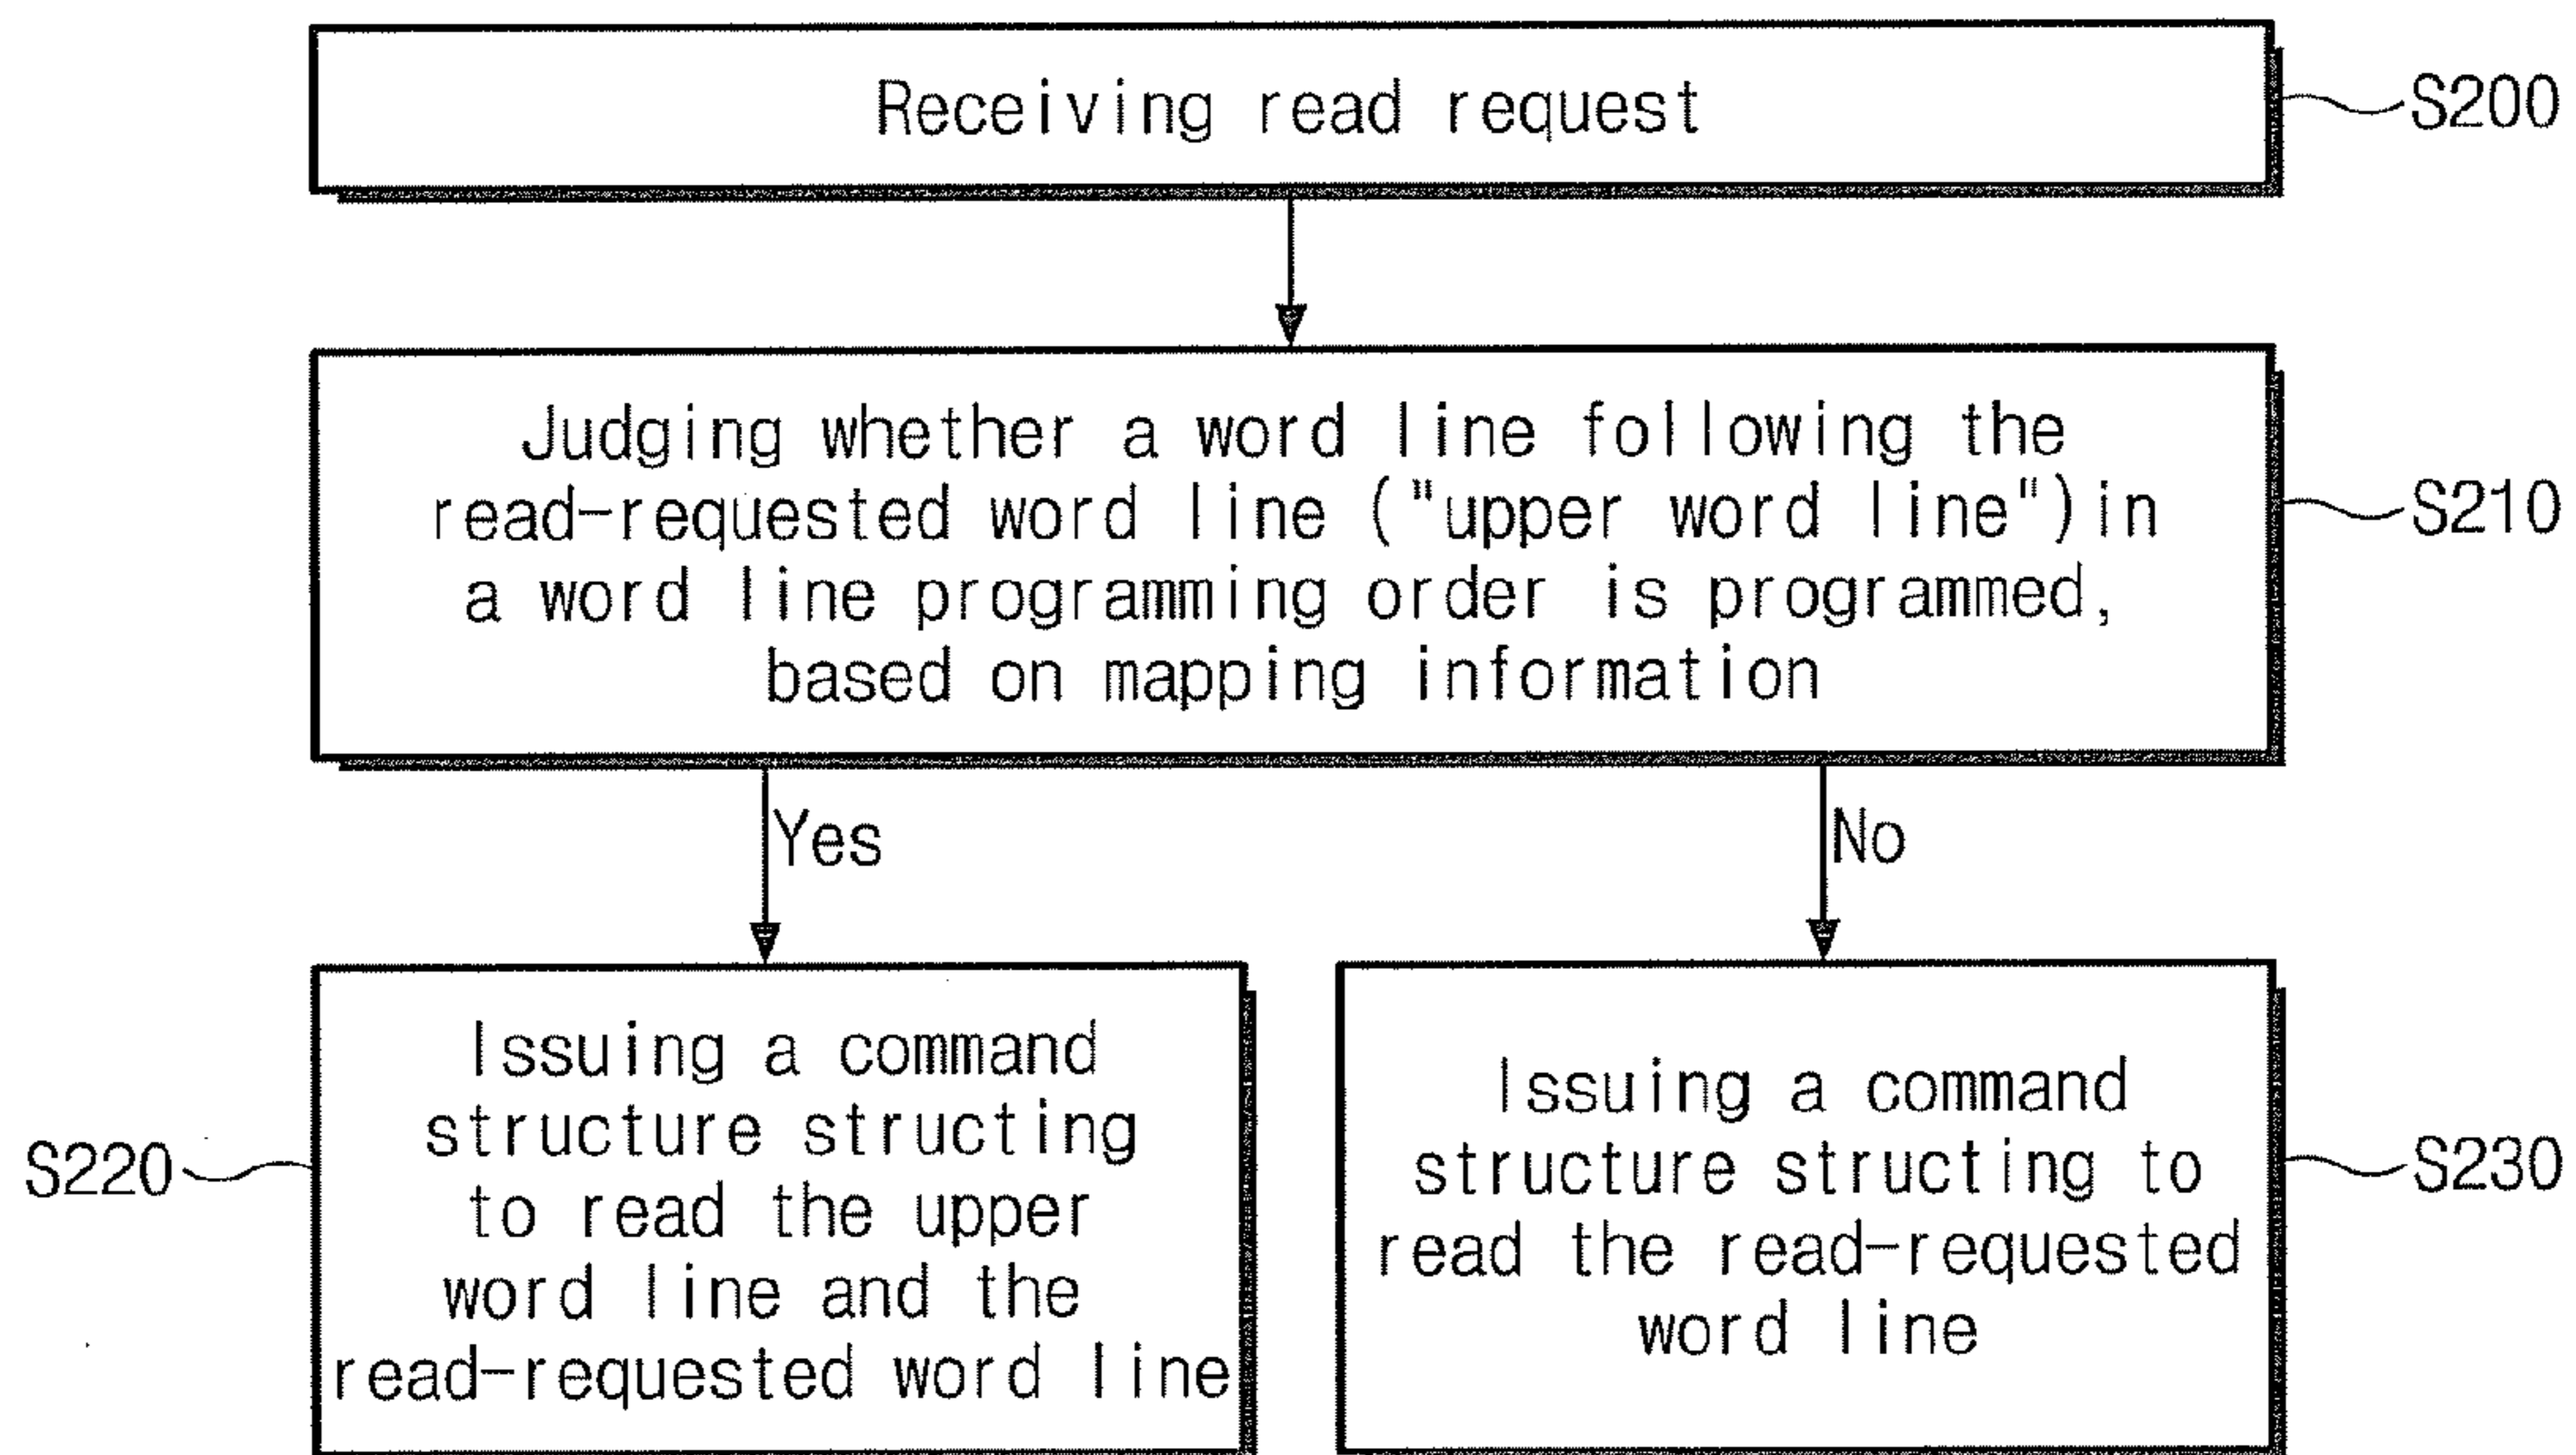 Receiving read request
S200
Judging whether a word line following the
read-requested word line ("upper word line")in
a word line programming order is programmed,
based on mapping information
S210
Yes
No
Issuing a command
structure structing
to read the upper
word line and the
read-requested word line
S220
Issuing a command
structure structing to
read the read-requested
word line
S230